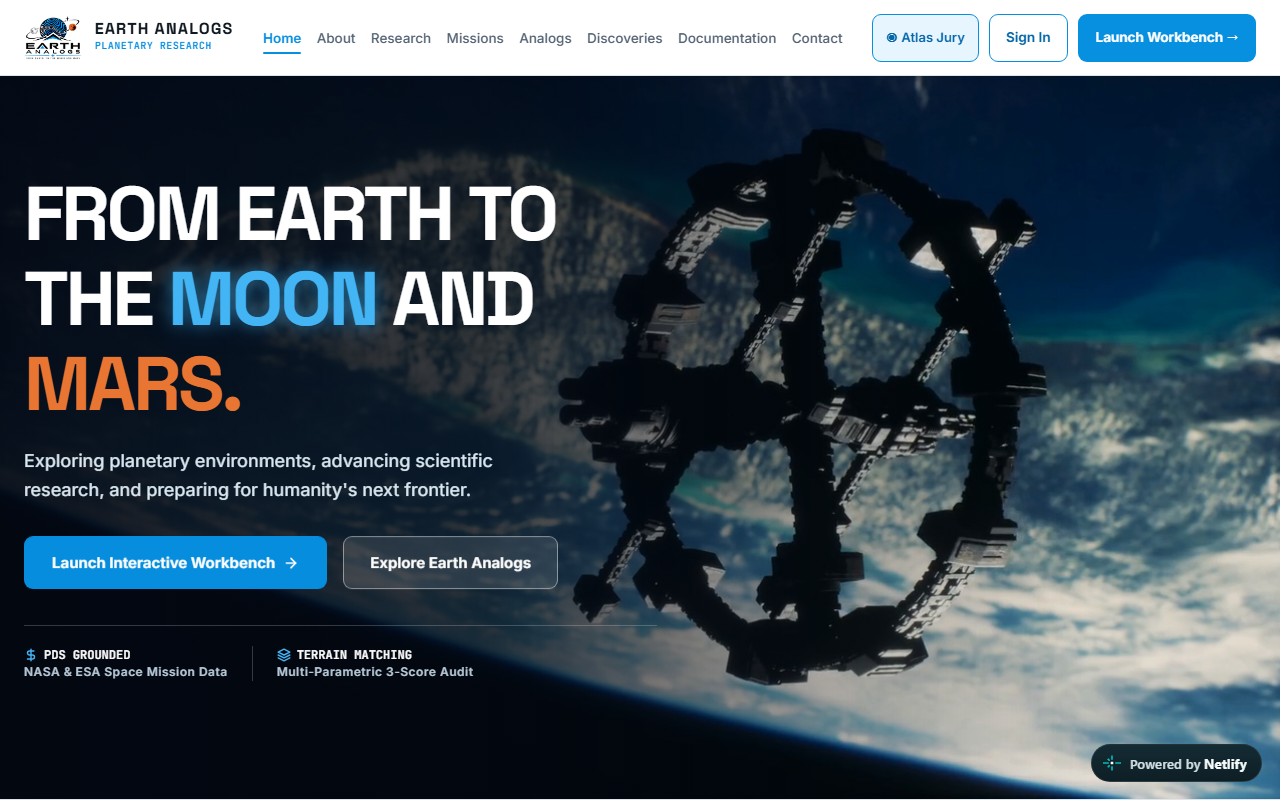 EARTH
ANALOGS
EARTH ANALOGS
PLANETARY RESEARCH
Home About Research Missions Analogs Discoveries Documentation Contact
Atlas Jury
Sign In
Launch Workbench →
FROM EARTH TO
THE MOON AND
MARS.
Exploring planetary environments, advancing scientific
research, and preparing for humanity's next frontier.
Launch Interactive Workbench →
Explore Earth Analogs
PDS GROUNDED
NASA & ESA Space Mission Data
TERRAIN MATCHING
Multi-Parametric 3-Score Audit
Powered by Netlify